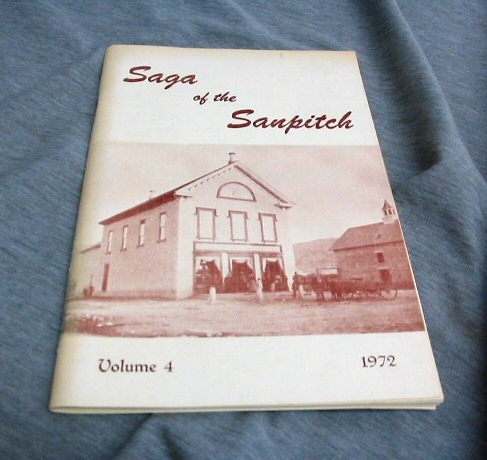 Saga
of the
Sanpitch
Volume 4
1972